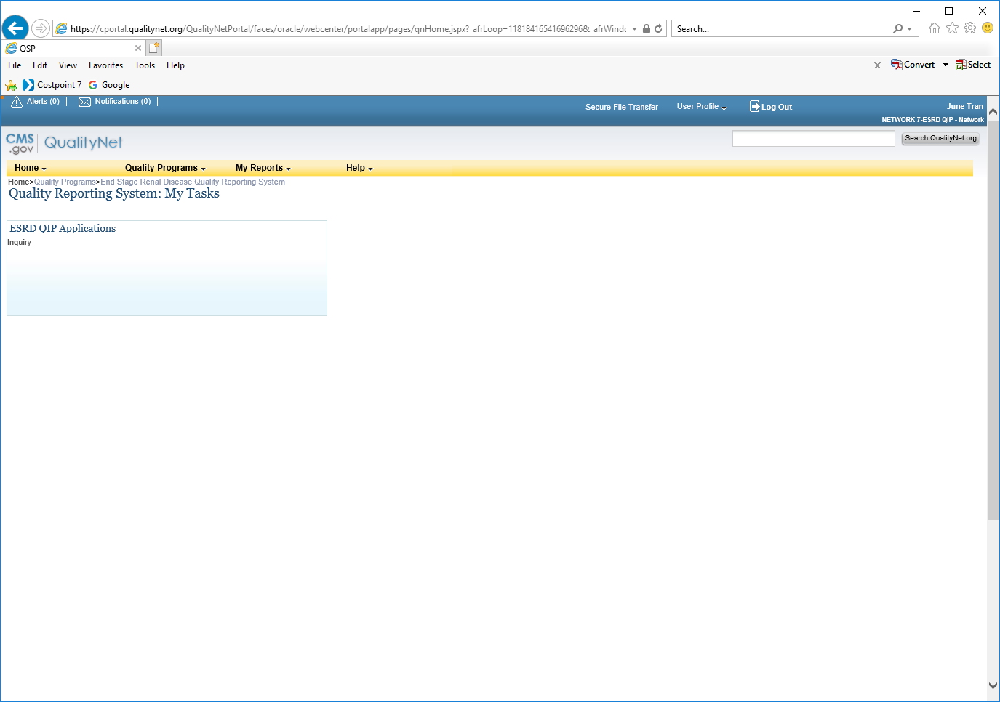 https://cportal.qualitynet.org/QualityNetPortal/faces/oracle/webcenter/portalapp/pages/qnHome.jspx?_afrLoop=11818416541696296&_afrWindo
Search...
QSP
File Edit View Favorites Tools Help
Convert Select
Costpoint 7 Google
Alerts (0) Notifications (0) Secure File Transfer User Profile Log Out June Tran
NETWORK 7-ESRD QIP - Network
CMS.gov QualityNet Search QualityNet.org
Home Quality Programs My Reports Help
Home>Quality Programs>End Stage Renal Disease Quality Reporting System
Quality Reporting System: My Tasks
ESRD QIP Applications
Inquiry